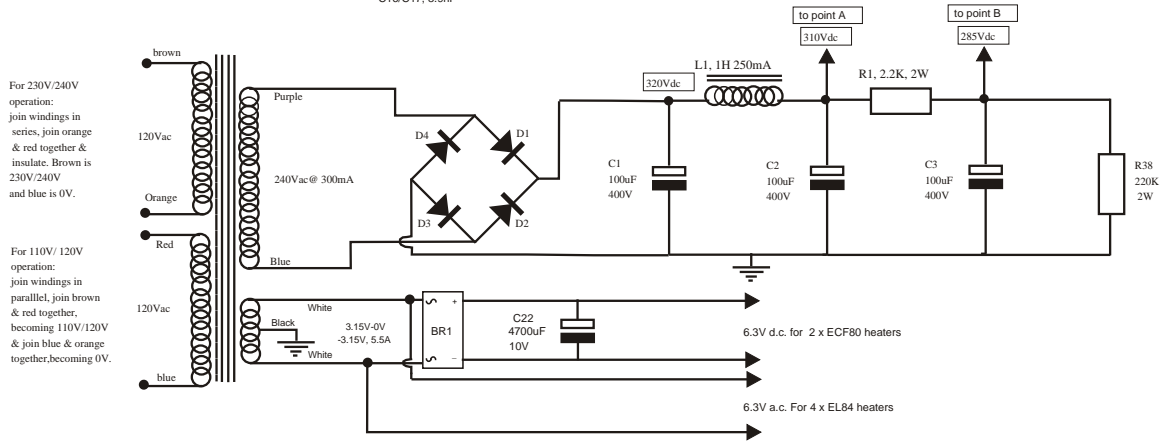 to point A
310Vdc
to point B
285Vdc
brown
For 230V/240V
operation:
join windings in
series, join orange
& red together &
insulate. Brown is
230V/240V
and blue is 0V.
120Vac
Orange
Purple
240Vac@ 300mA
Blue
D4
D1
D3
D2
320Vdc
L1, 1H 250mA
R1, 2.2K, 2W
C1
100uF
400V
C2
100uF
400V
C3
100uF
400V
R38
220K
2W
Red
For 110V/ 120V
operation:
join windings in
paralllel, join brown
& red together,
becoming 110V/120V
& join blue & orange
together,becoming 0V.
120Vac
blue
White
Black
3.15V-0V
-3.15V, 5.5A
White
BR1
+
−
C22
4700uF
10V
6.3V d.c. for 2 x ECF80 heaters
6.3V a.c. For 4 x EL84 heaters